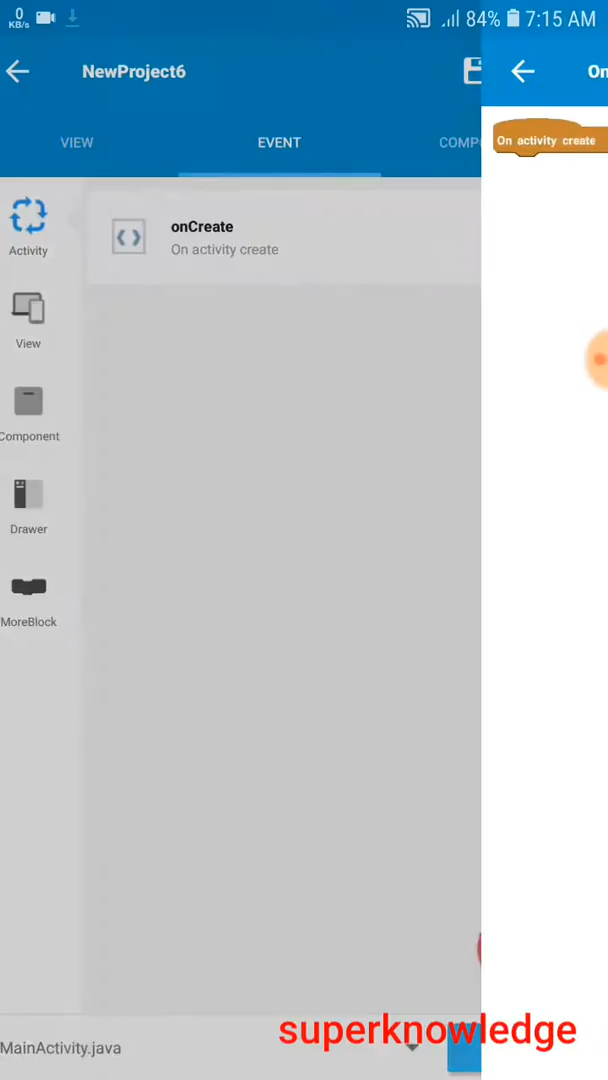 0
KB/s
84%
7:15 AM
NewProject6
On
VIEW
EVENT
COMP
On activity create
onCreate
On activity create
Activity
View
Component
Drawer
MoreBlock
superknowledge
MainActivity.java